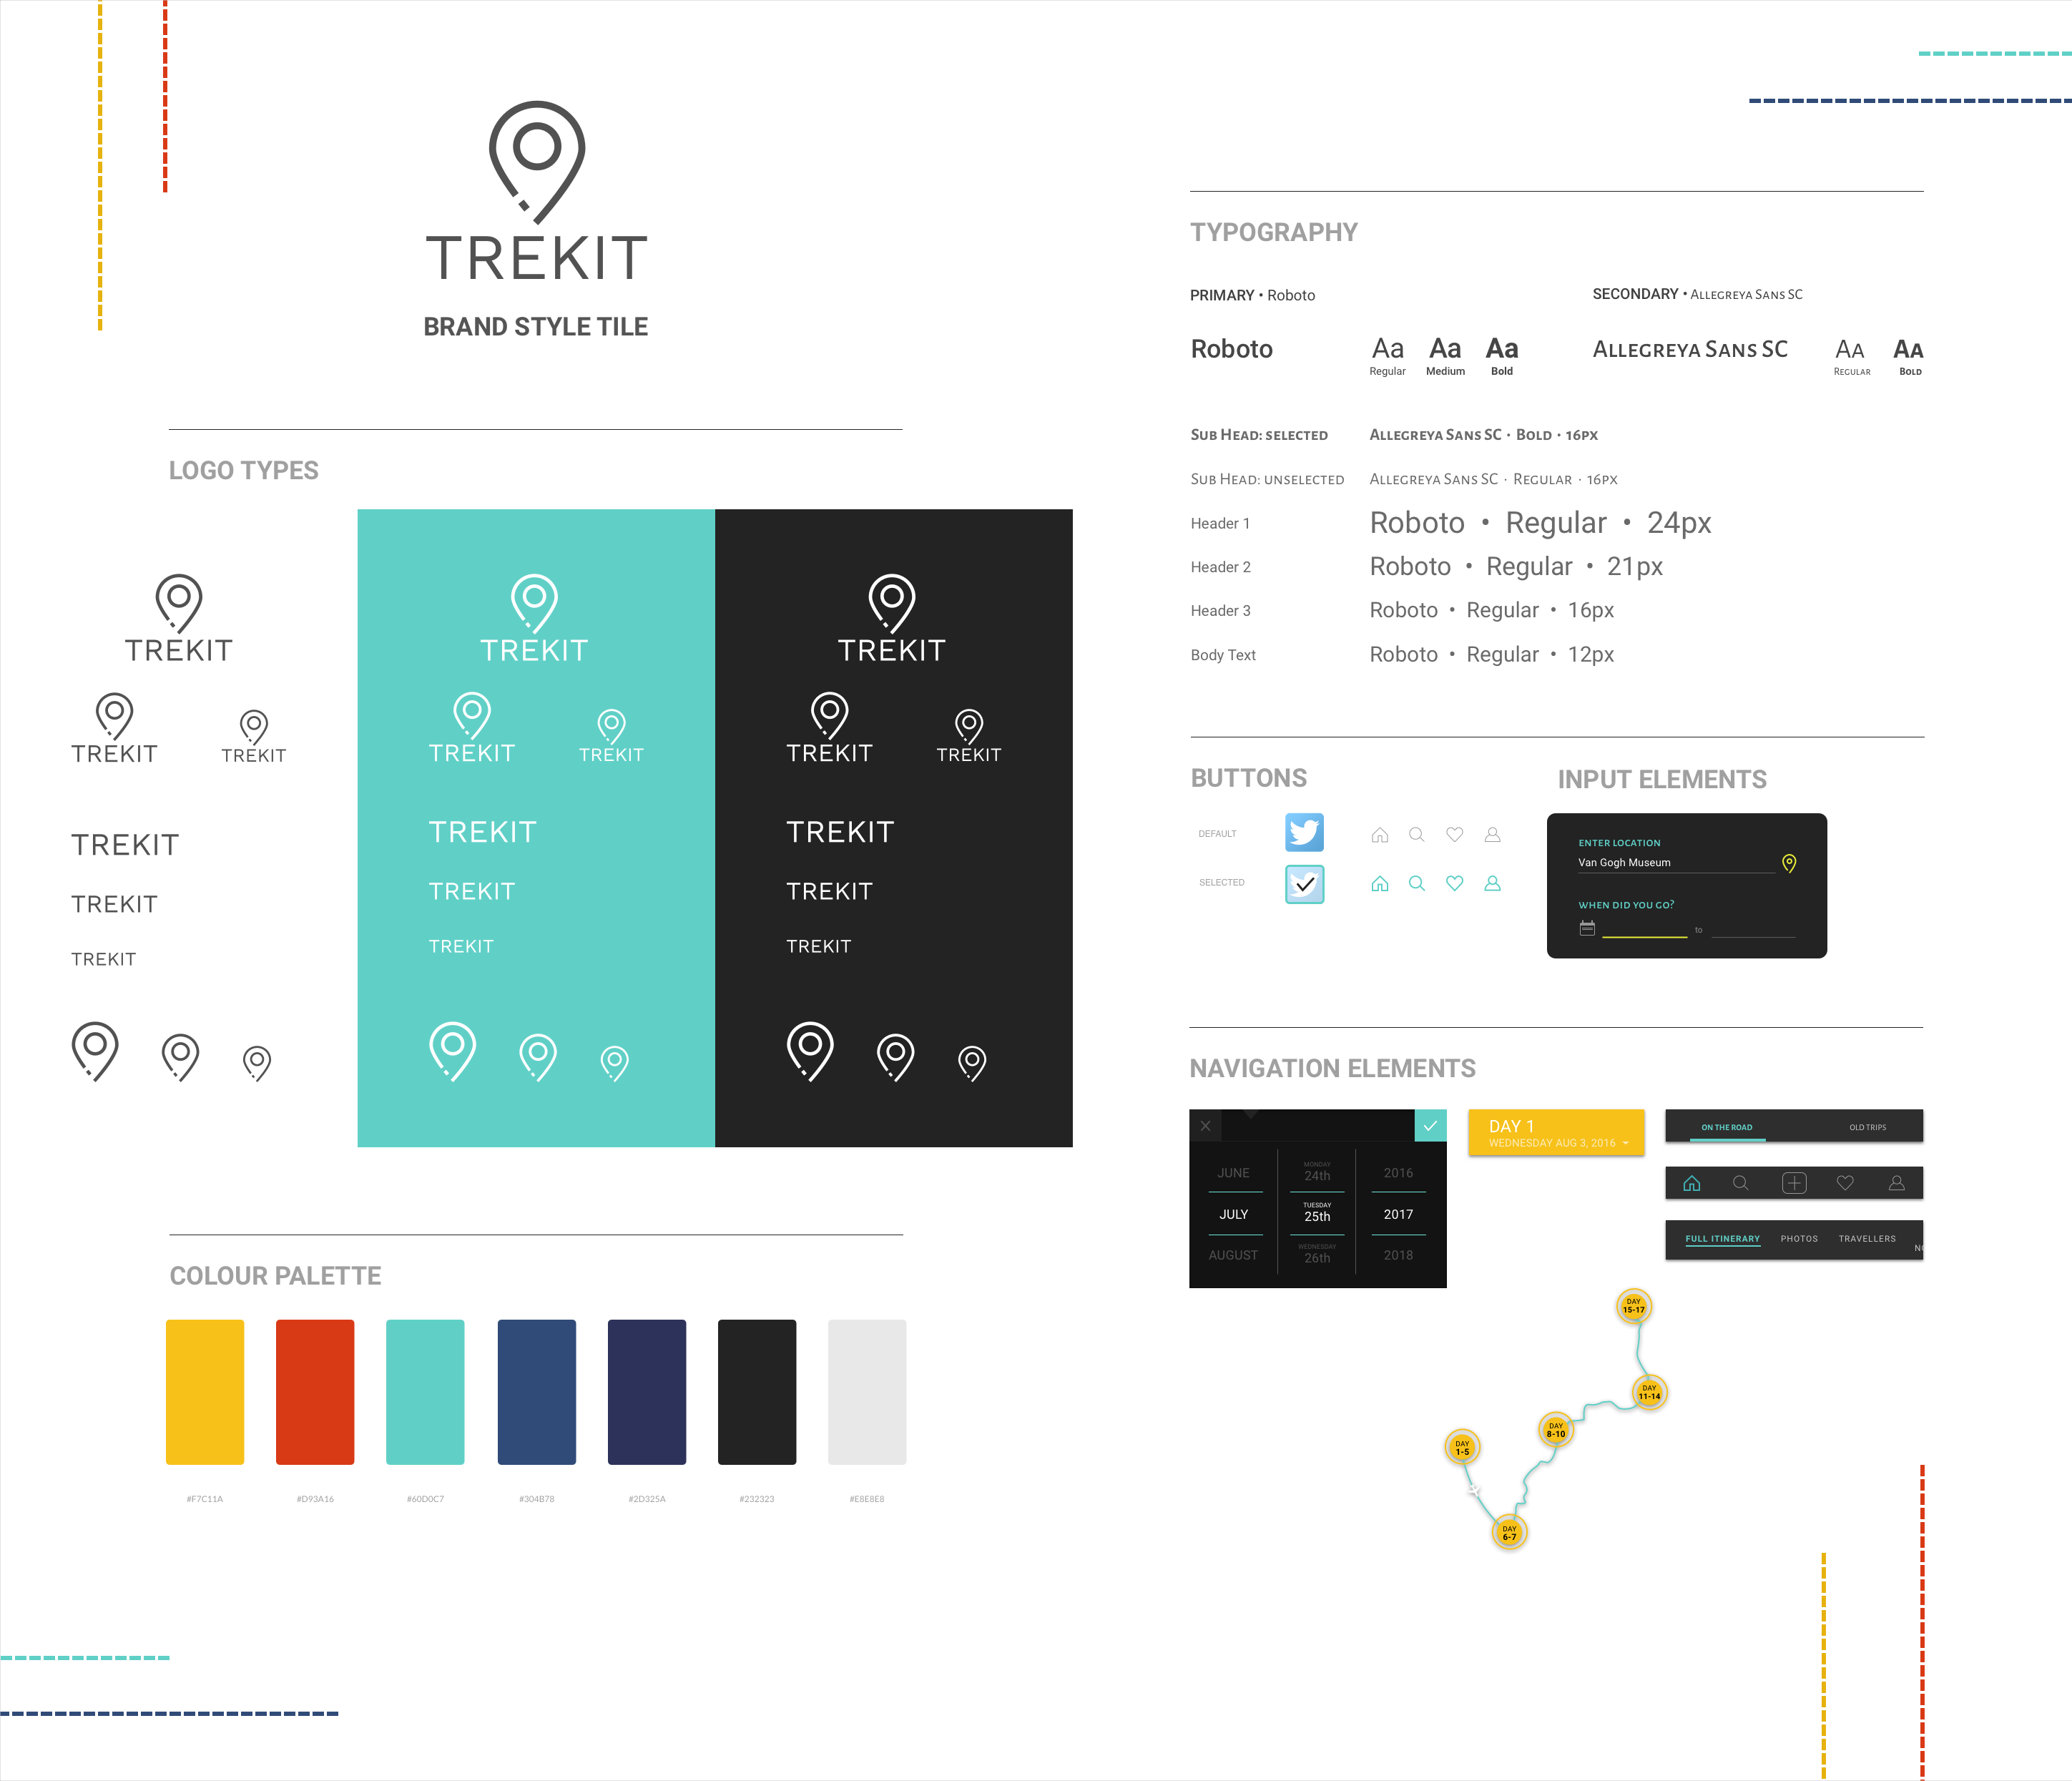 TREKIT
BRAND STYLE TILE
LOGO TYPES
TREKIT
TREKIT
TREKIT
TREKIT TREKIT
TREKIT TREKIT
TREKIT TREKIT
TREKIT
TREKIT
TREKIT
TREKIT
TREKIT
TREKIT
TREKIT
TREKIT
TREKIT
COLOUR PALETTE
#F7C11A #D93A16 #60D0C7 #304B78 #2D325A #232323 #E8E8E8
TYPOGRAPHY
PRIMARY • Roboto
SECONDARY • Allegreya Sans SC
Roboto
Aa Aa Aa
Regular Medium Bold
Allegreya Sans SC
Aa Aa
Regular Bold
Sub Head: selected Allegreya Sans SC · Bold · 16px
Sub Head: unselected Allegreya Sans SC · Regular · 16px
Header 1 Roboto • Regular • 24px
Header 2 Roboto • Regular • 21px
Header 3 Roboto • Regular • 16px
Body Text Roboto • Regular • 12px
BUTTONS
DEFAULT
SELECTED
INPUT ELEMENTS
ENTER LOCATION
Van Gogh Museum
WHEN DID YOU GO?
to
NAVIGATION ELEMENTS
JUNE MONDAY 24th 2016
JULY TUESDAY 25th 2017
AUGUST WEDNESDAY 26th 2018
DAY 1
WEDNESDAY AUG 3, 2016
ON THE ROAD OLD TRIPS
FULL ITINERARY PHOTOS TRAVELLERS
DAY
15-17
DAY
11-14
DAY
8-10
DAY
1-5
DAY
6-7